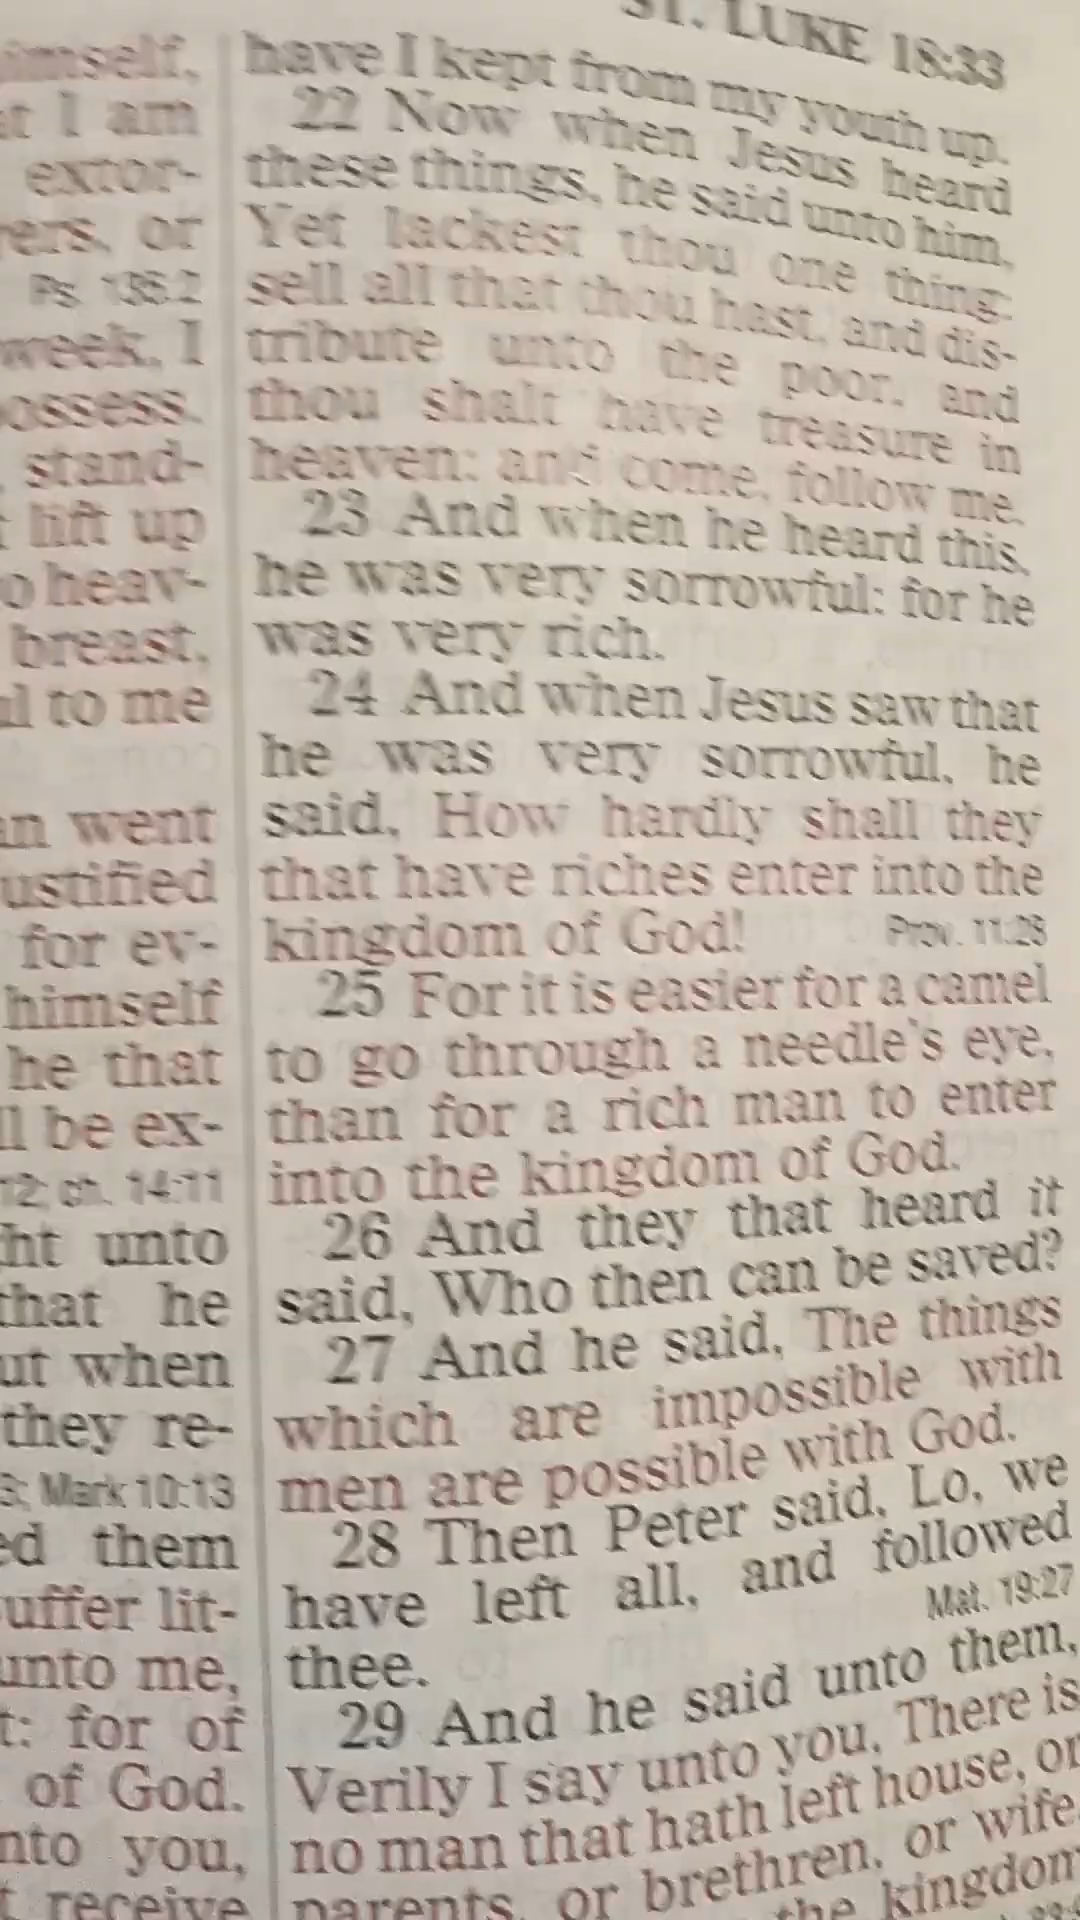 ST. LUKE 18:33
imself,
at I am
extor-
ers, or
Ps. 135:2
week, I
ossess.
stand-
lift up
o heav-
breast,
ul to me
an went
ustified
for ev-
himself
he that
ll be ex-
12; ch. 14:11
ht unto
that he
ut when
they re-
3; Mark 10:13
ed them
uffer lit-
unto me,
t: for of
of God.
nto you,
t receive
have I kept from my youth up.
22 Now when Jesus heard
these things, he said unto him,
Yet lackest thou one thing:
sell all that thou hast, and dis-
tribute unto the poor, and
thou shalt have treasure in
heaven: and come, follow me.
23 And when he heard this,
he was very sorrowful: for he
was very rich.
24 And when Jesus saw that
he was very sorrowful, he
said, How hardly shall they
that have riches enter into the
kingdom of God!
Prov. 11:28
25 For it is easier for a camel
to go through a needle's eye,
than for a rich man to enter
into the kingdom of God.
26 And they that heard it
said, Who then can be saved?
27 And he said, The things
which are impossible with
men are possible with God.
28 Then Peter said, Lo, we
have left all, and followed
thee.
Mat. 19:27
29 And he said unto them,
Verily I say unto you, There is
no man that hath left house, or
parents, or brethren, or wife
the kingdom